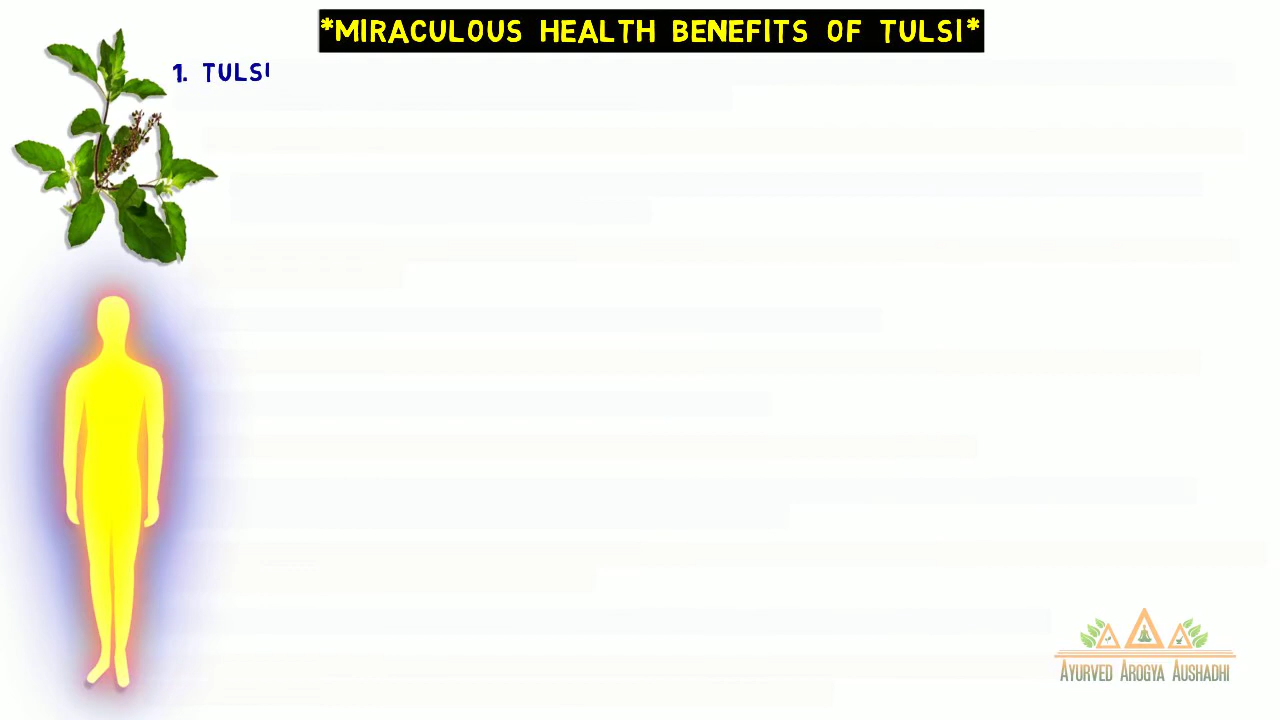 *MIRACULOUS HEALTH BENEFITS OF TULSI*
1. TULSI
AYURVED AROGYA AUSHADHI